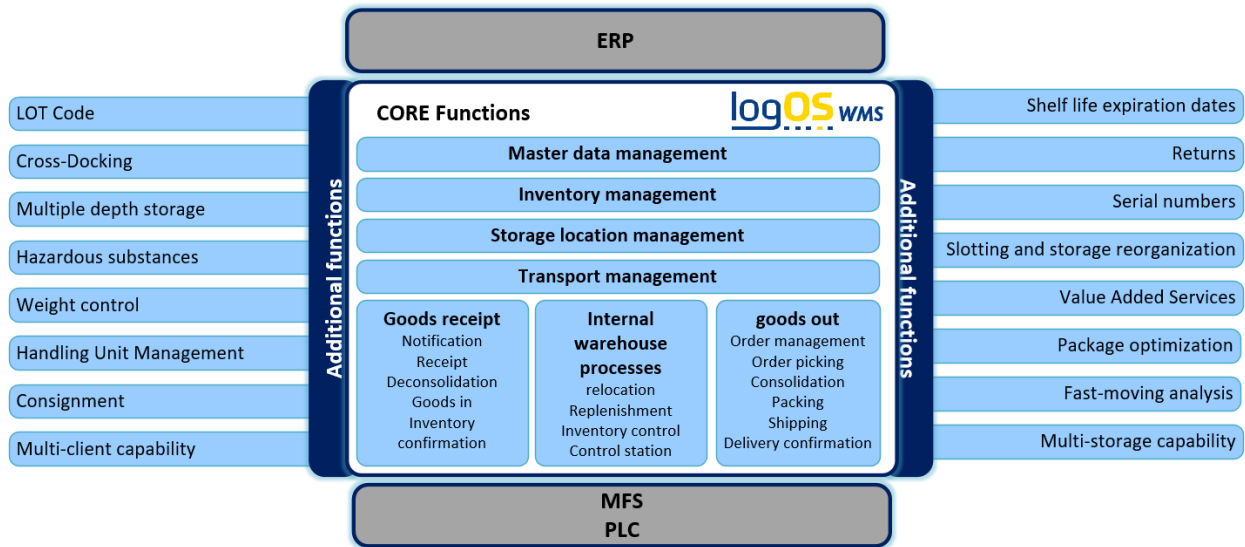 ERP
LOT Code
Cross-Docking
Multiple depth storage
Hazardous substances
Weight control
Handling Unit Management
Consignment
Multi-client capability
Additional functions
CORE Functions
logOS WMS
Master data management
Inventory management
Storage location management
Transport management
Goods receipt
Notification
Receipt
Deconsolidation
Goods in
Inventory
confirmation
Internal
warehouse
processes
relocation
Replenishment
Inventory control
Control station
goods out
Order management
Order picking
Consolidation
Packing
Shipping
Delivery confirmation
Additional functions
Shelf life expiration dates
Returns
Serial numbers
Slotting and storage reorganization
Value Added Services
Package optimization
Fast-moving analysis
Multi-storage capability
MFS
PLC